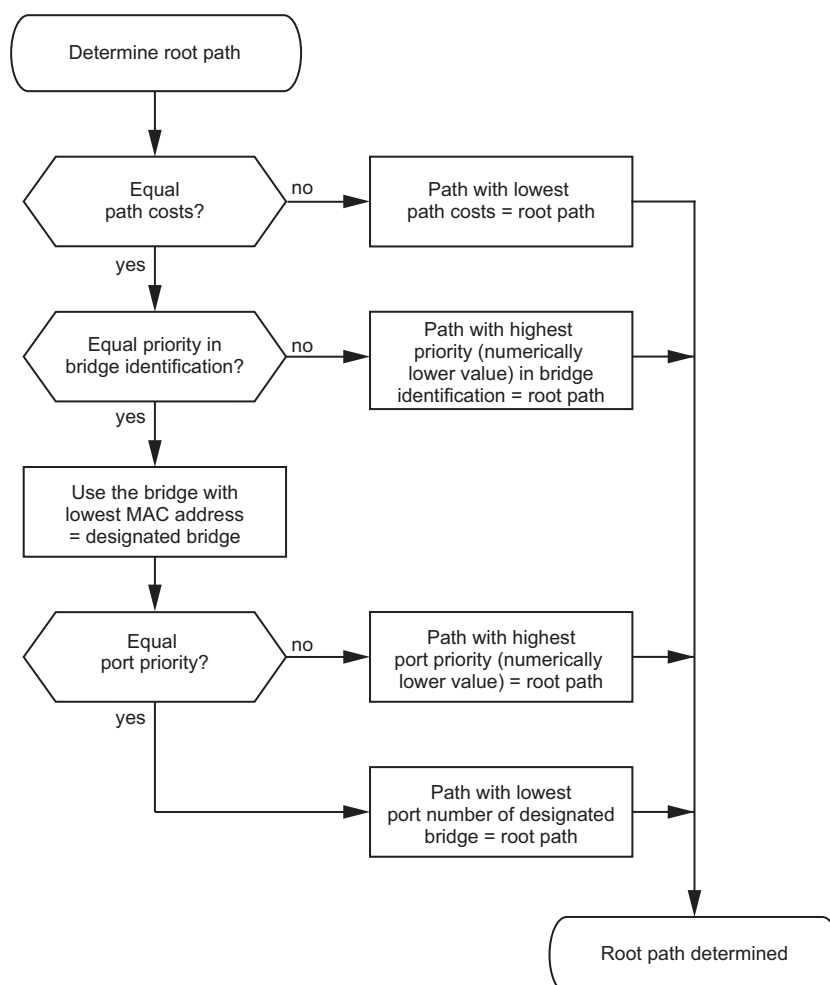 Determine root path
Equal
path costs?
no
Path with lowest
path costs = root path
yes
Equal priority in
bridge identification?
no
Path with highest
priority (numerically
lower value) in bridge
identification = root path
yes
Use the bridge with
lowest MAC address
= designated bridge
Equal
port priority?
no
Path with highest
port priority (numerically
lower value) = root path
yes
Path with lowest
port number of designated
bridge = root path
Root path determined